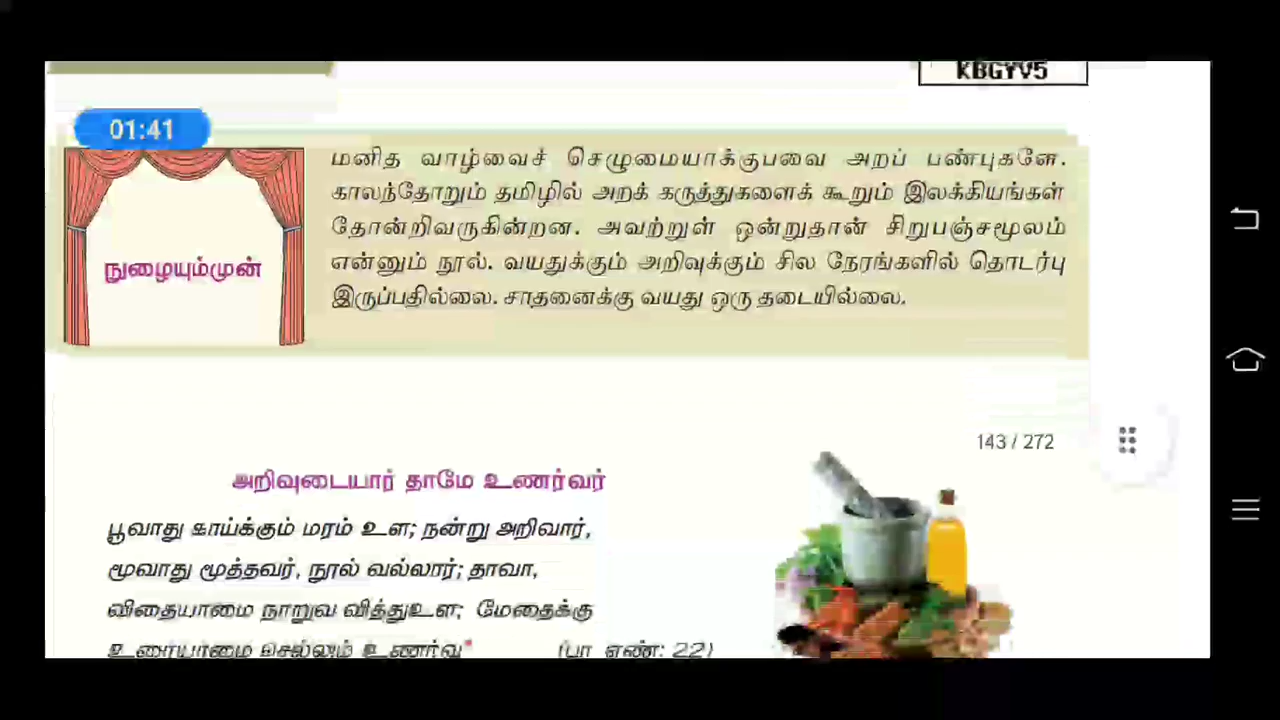 KBGYV5
01:41
மனித வாழ்வைச் செழுமையாக்குபவை அறப் பண்புகளே.
காலந்தோறும் தமிழில் அறக் கருத்துகளைக் கூறும் இலக்கியங்கள்
தோன்றிவருகின்றன. அவற்றுள் ஒன்றுதான் சிறுபஞ்சமூலம்
என்னும் நூல். வயதுக்கும் அறிவுக்கும் சில நேரங்களில் தொடர்பு
இருப்பதில்லை. சாதனைக்கு வயது ஒரு தடையில்லை.
நுழையும்முன்
143 / 272
அறிவுடையார் தாமே உணர்வர்
பூவாது காய்க்கும் மரம் உள; நன்று அறிவார்,
மூவாது மூத்தவர், நூல் வல்லார்; தாவா,
விதையாமை நாறுவ வித்துஉள; மேதைக்கு
உரையாமை செல்லும் உணர்வு* (பா எண்: 22)